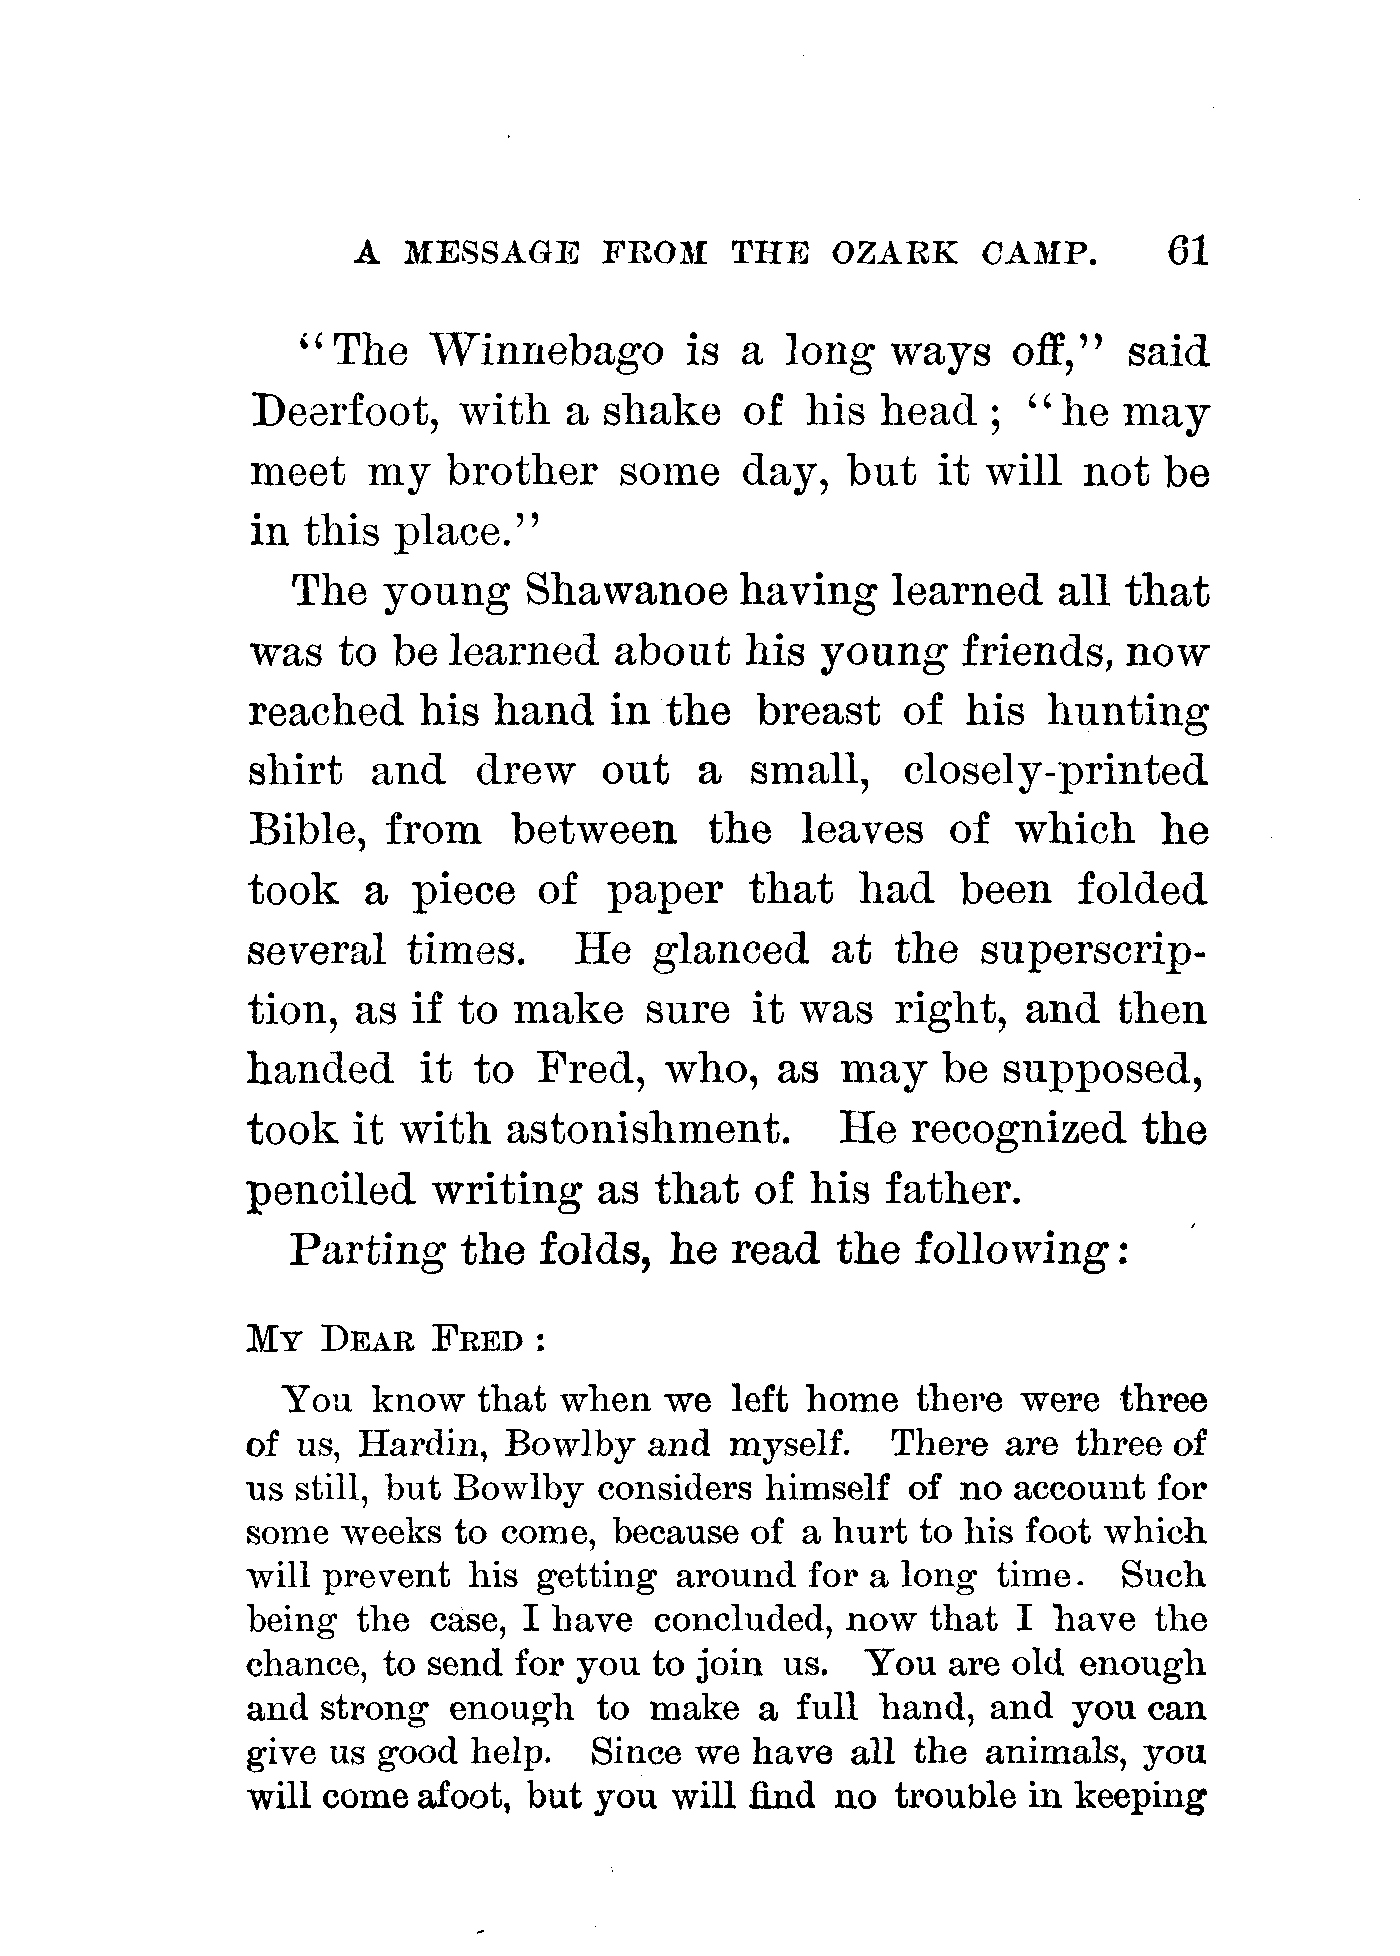 A MESSAGE FROM THE OZARK CAMP. 61
“The Winnebago is a long ways off,” said
Deerfoot, with a shake of his head ; “he may
meet my brother some day, but it will not be
in this place.”
The young Shawanoe having learned all that
was to be learned about his young friends, now
reached his hand in the breast of his hunting
shirt and drew out a small, closely-printed
Bible, from between the leaves of which he
took a piece of paper that had been folded
several times. He glanced at the superscrip-
tion, as if to make sure it was right, and then
handed it to Fred, who, as may be supposed,
took it with astonishment. He recognized the
penciled writing as that of his father.
Parting the folds, he read the following:
MY DEAR FRED :
You know that when we left home there were three
of us, Hardin, Bowlby and myself. There are three of
us still, but Bowlby considers himself of no account for
some weeks to come, because of a hurt to his foot which
will prevent his getting around for a long time. Such
being the case, I have concluded, now that I have the
chance, to send for you to join us. You are old enough
and strong enough to make a full hand, and you can
give us good help. Since we have all the animals, you
will come afoot, but you will find no trouble in keeping